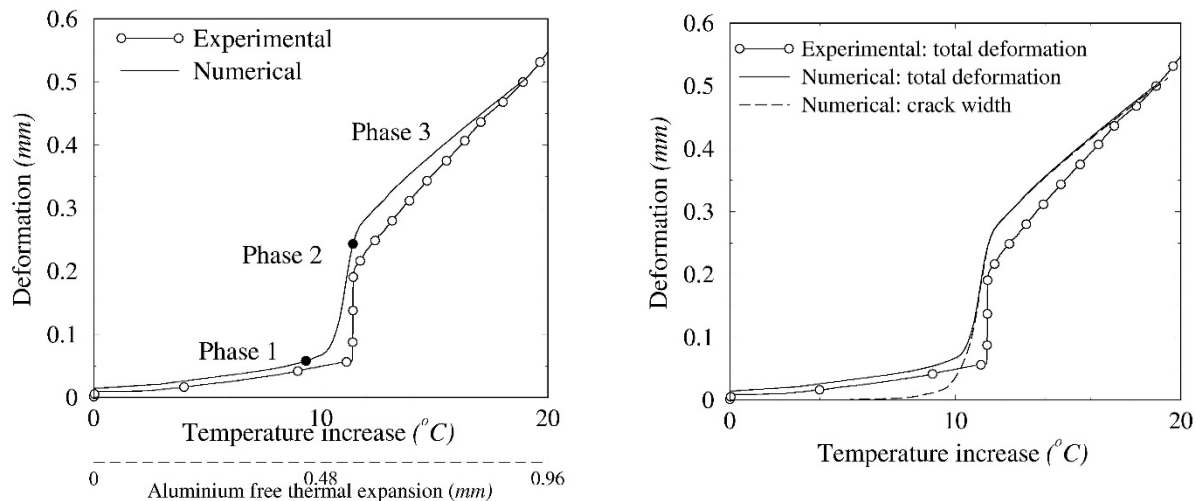 0.6
Experimental
Numerical
0.5
0.4
Phase 3
0.3
Phase 2
0.2
0.1
Phase 1
0
0 10 20
Deformation (mm)
Temperature increase (°C)
0 0.48 0.96
Aluminium free thermal expansion (mm)
0.6
Experimental: total deformation
Numerical: total deformation
Numerical: crack width
0.5
0.4
0.3
0.2
0.1
0
0 10 20
Deformation (mm)
Temperature increase (°C)